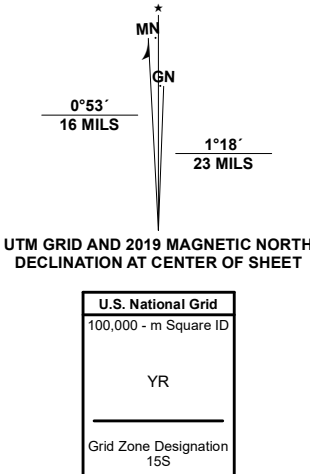 ★
MN
GN
0°53´
16 MILS
1°18´
23 MILS
UTM GRID AND 2019 MAGNETIC NORTH
DECLINATION AT CENTER OF SHEET
U.S. National Grid
100,000 - m Square ID
YR
Grid Zone Designation
15S